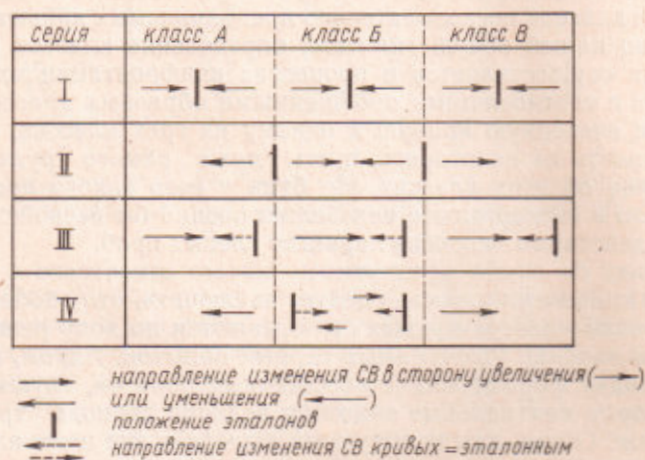 серия класс А класс Б класс В
I
II
III
IV
направление изменения СВ в сторону увеличения (→)
или уменьшения (←)
положение эталонов
направление изменения СВ кривых = эталонным